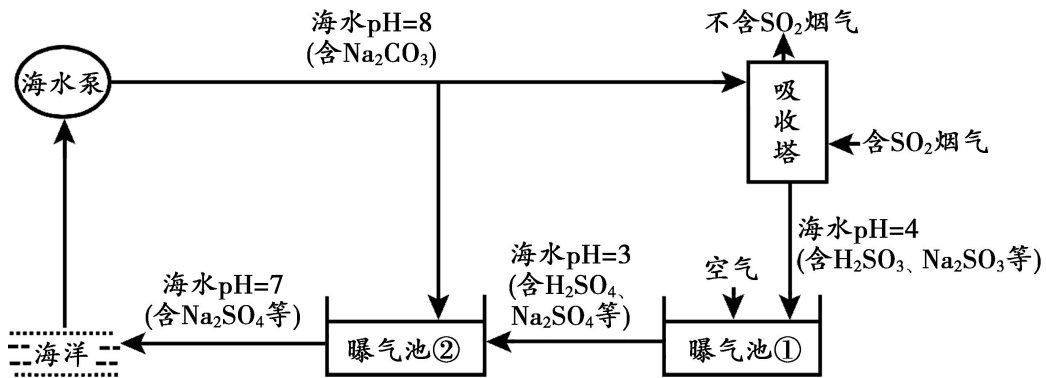 海水pH=8
(含Na₂CO₃)
不含SO₂烟气
海水泵
吸收塔
含SO₂烟气
海水pH=4
(含H₂SO₃、Na₂SO₃等)
空气
海水pH=3
(含H₂SO₄、
Na₂SO₄等)
海水pH=7
(含Na₂SO₄等)
海洋
曝气池②
曝气池①